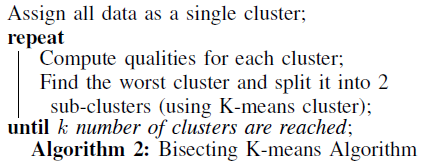 Assign all data as a single cluster;
repeat
Compute qualities for each cluster;
Find the worst cluster and split it into 2
sub-clusters (using K-means cluster);
until k number of clusters are reached;
Algorithm 2: Bisecting K-means Algorithm